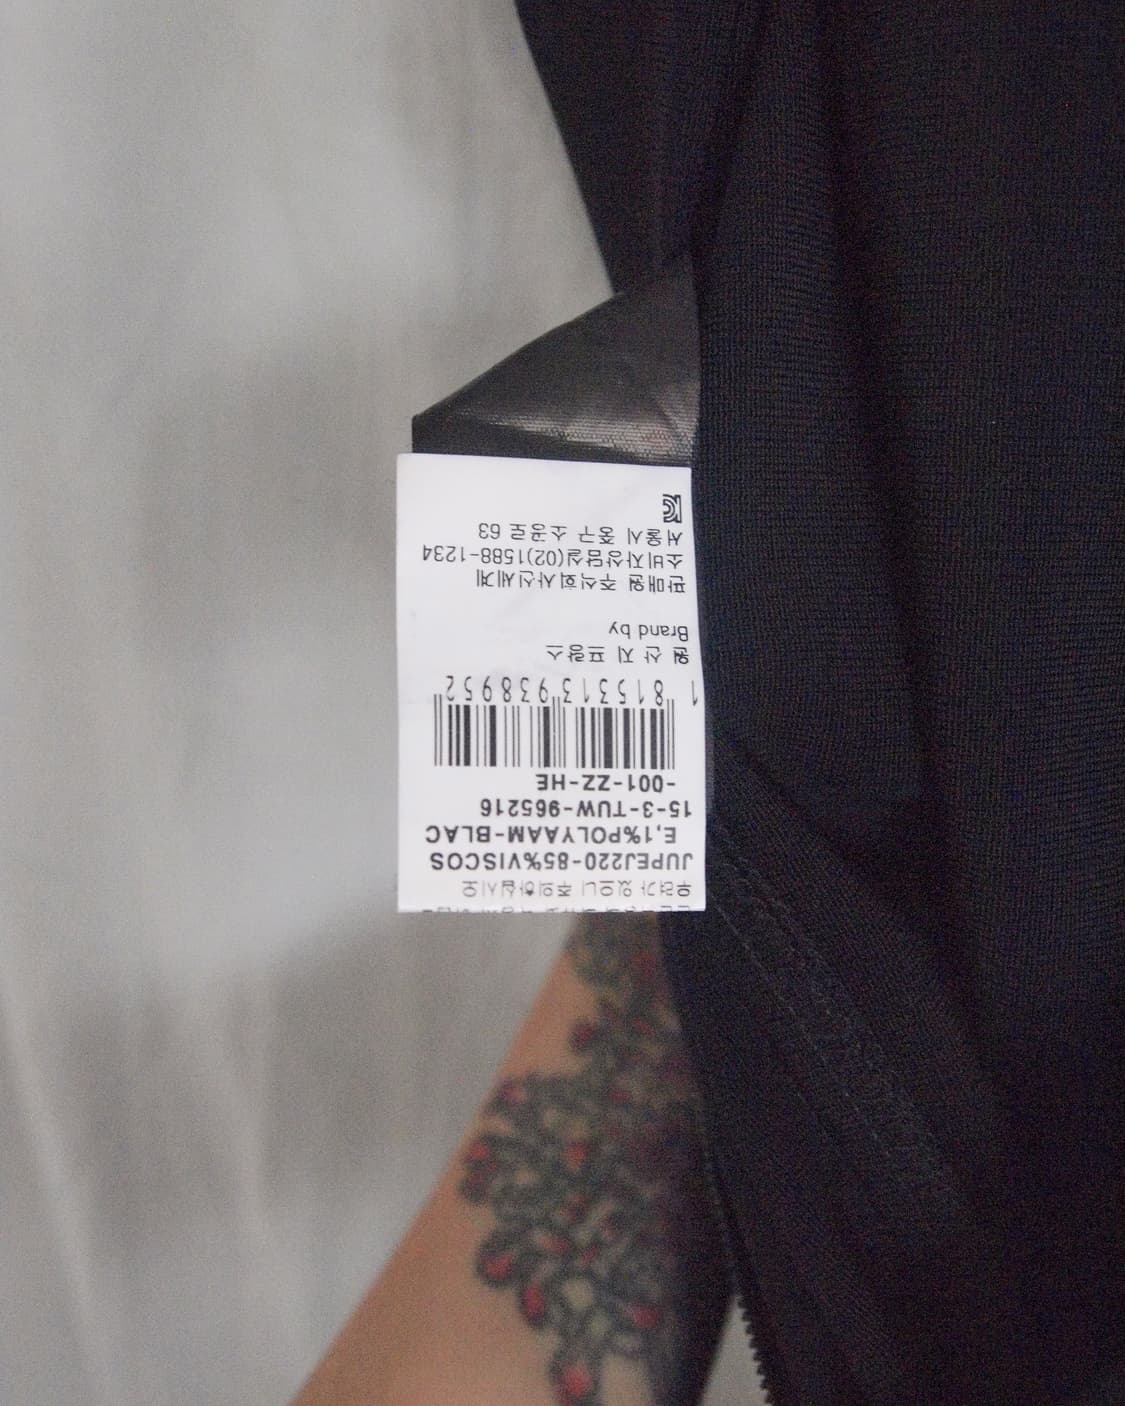 우려가 있으니 주의하십시오
JUPEJ220-85%VISCOS
E,1%POLYAAM-BLAC
15-3-TUW-965216
-001-ZZ-HE
1 815313 938952
원 산 지 프랑스
Brand by
판매원 주식회사신세계
소비자상담실(02)1588-1234
서울시 중구 소공로 63